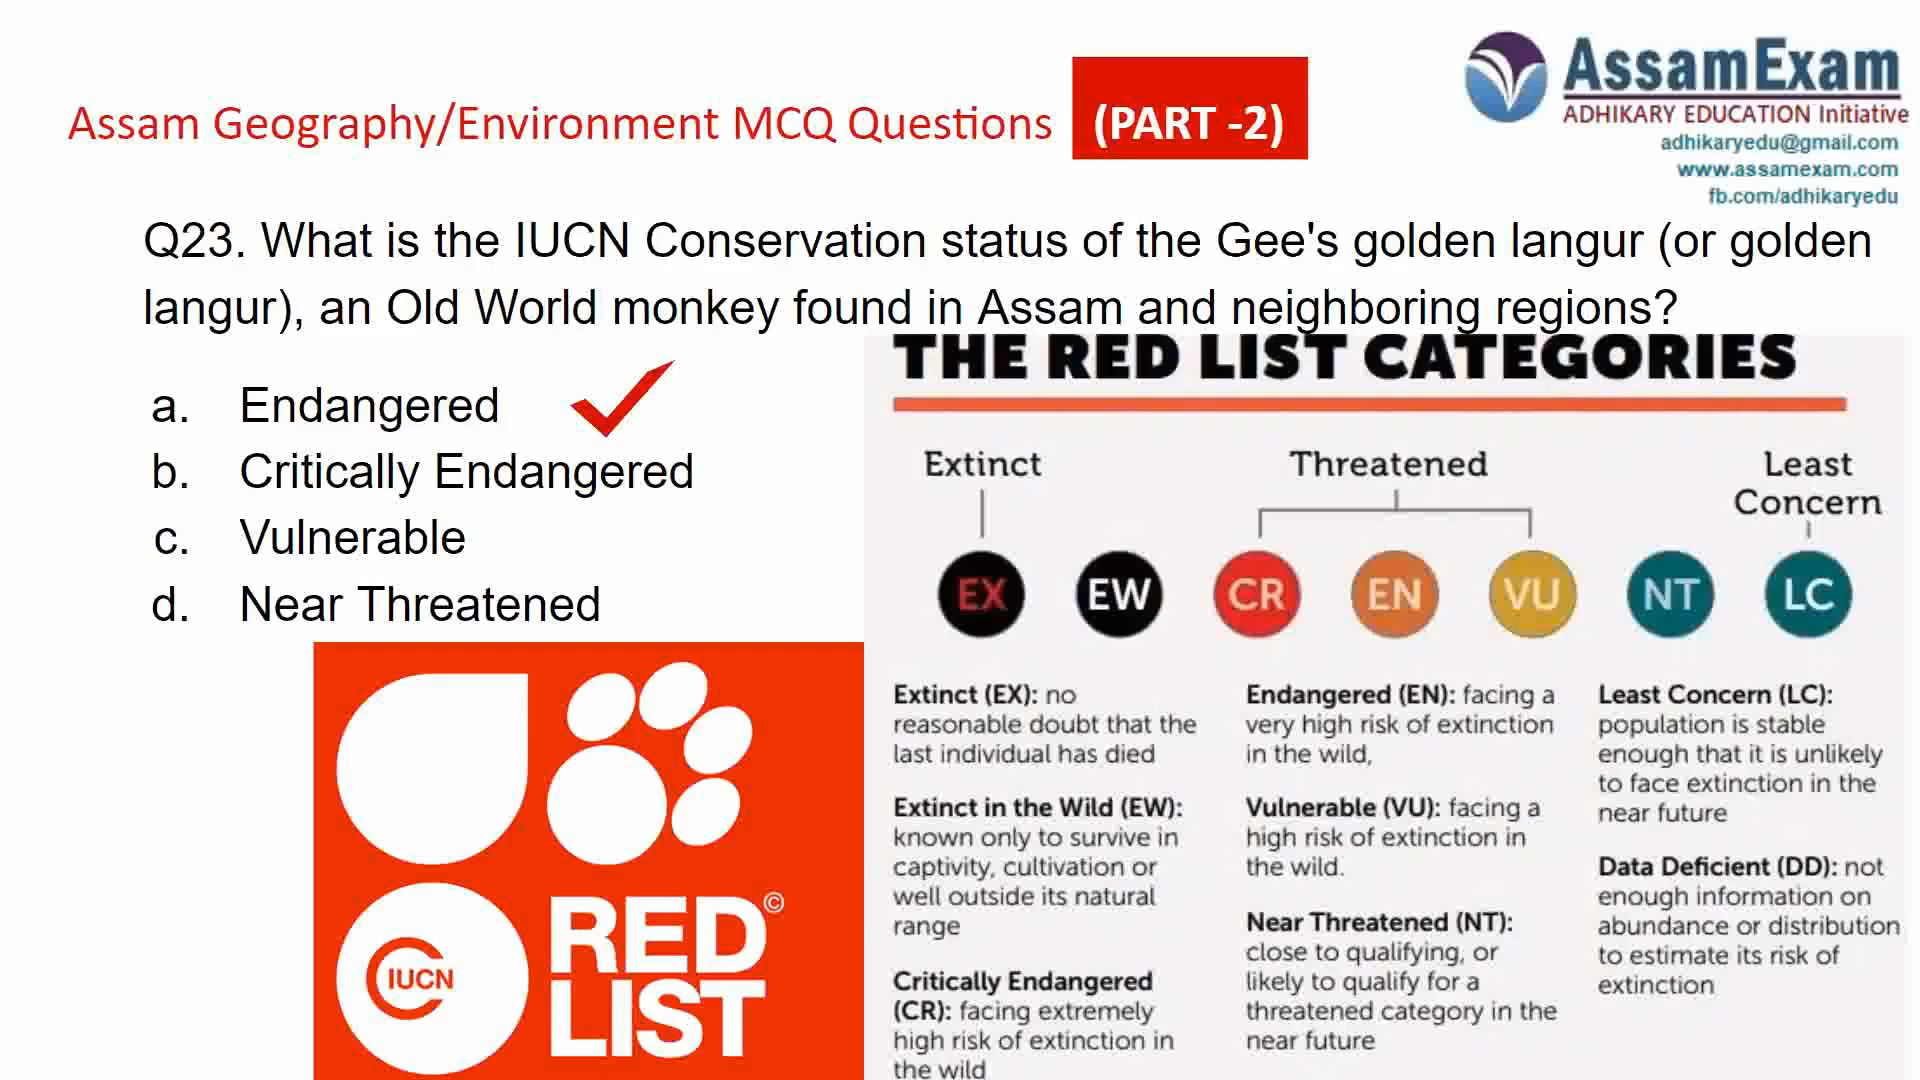 Assam Geography/Environment MCQ Questions (PART -2)
AssamExam
ADHIKARY EDUCATION Initiative
adhikaryedu@gmail.com
www.assamexam.com
fb.com/adhikaryedu
Q23. What is the IUCN Conservation status of the Gee's golden langur (or golden
langur), an Old World monkey found in Assam and neighboring regions?
a. Endangered
b. Critically Endangered
c. Vulnerable
d. Near Threatened
THE RED LIST CATEGORIES
Extinct
Threatened
Least
Concern
EX EW CR EN VU NT LC
Extinct (EX): no
reasonable doubt that the
last individual has died
Extinct in the Wild (EW):
known only to survive in
captivity, cultivation or
well outside its natural
range
Critically Endangered
(CR): facing extremely
high risk of extinction in
the wild
Endangered (EN): facing a
very high risk of extinction
in the wild,
Vulnerable (VU): facing a
high risk of extinction in
the wild.
Near Threatened (NT):
close to qualifying, or
likely to qualify for a
threatened category in the
near future
Least Concern (LC):
population is stable
enough that it is unlikely
to face extinction in the
near future
Data Deficient (DD): not
enough information on
abundance or distribution
to estimate its risk of
extinction
IUCN
RED ©
LIST